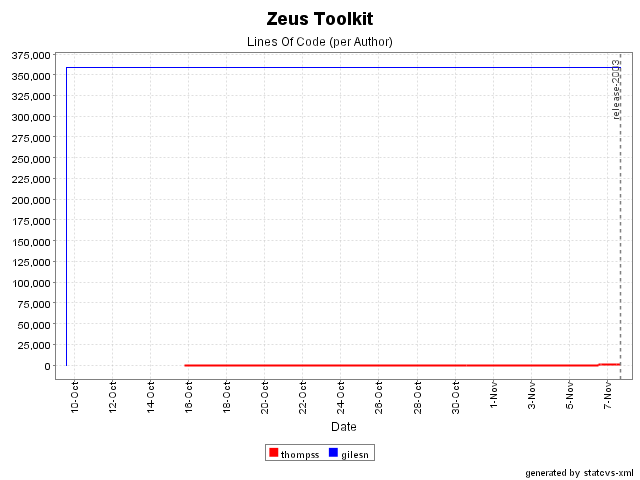 Zeus Toolkit
Lines Of Code (per Author)
375,000
350,000
325,000
300,000
275,000
250,000
225,000
200,000
175,000
150,000
125,000
100,000
75,000
50,000
25,000
0
release-2003
10-Oct
12-Oct
14-Oct
16-Oct
18-Oct
20-Oct
22-Oct
24-Oct
26-Oct
28-Oct
30-Oct
1-Nov
3-Nov
5-Nov
7-Nov
Date
thompss gilesn
generated by statcvs-xml